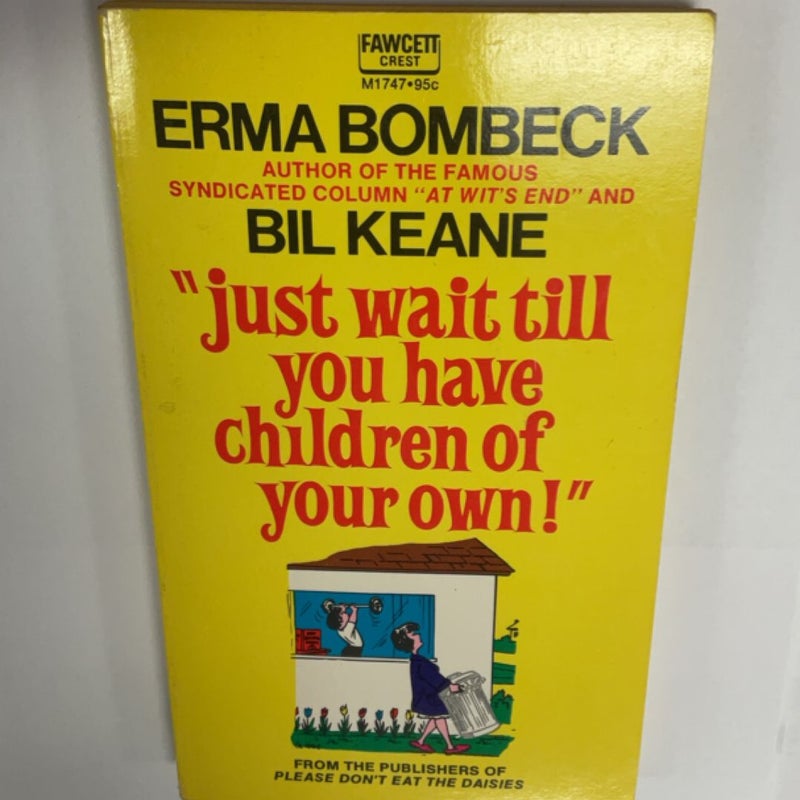 FAWCETT
CREST
M1747•95c
ERMA BOMBECK
AUTHOR OF THE FAMOUS
SYNDICATED COLUMN "AT WIT'S END" AND
BIL KEANE
"just wait till
you have
children of
your own!"
FROM THE PUBLISHERS OF
PLEASE DON'T EAT THE DAISIES